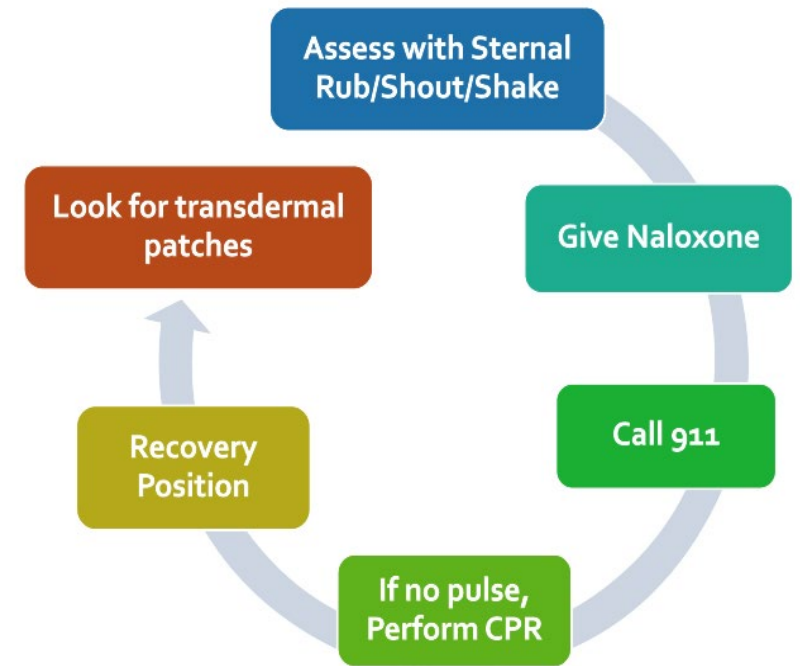 Assess with Sternal
Rub/Shout/Shake
Give Naloxone
Call 911
If no pulse,
Perform CPR
Recovery
Position
Look for transdermal
patches